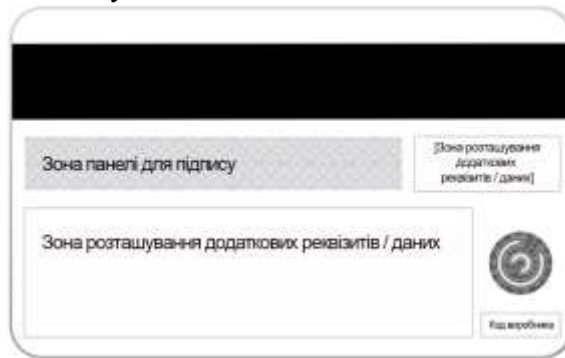 Зона панелі для підпису
[Зона розташування
додаткових
реквізитів / даних]
Зона розташування додаткових реквізитів / даних
Код виробника